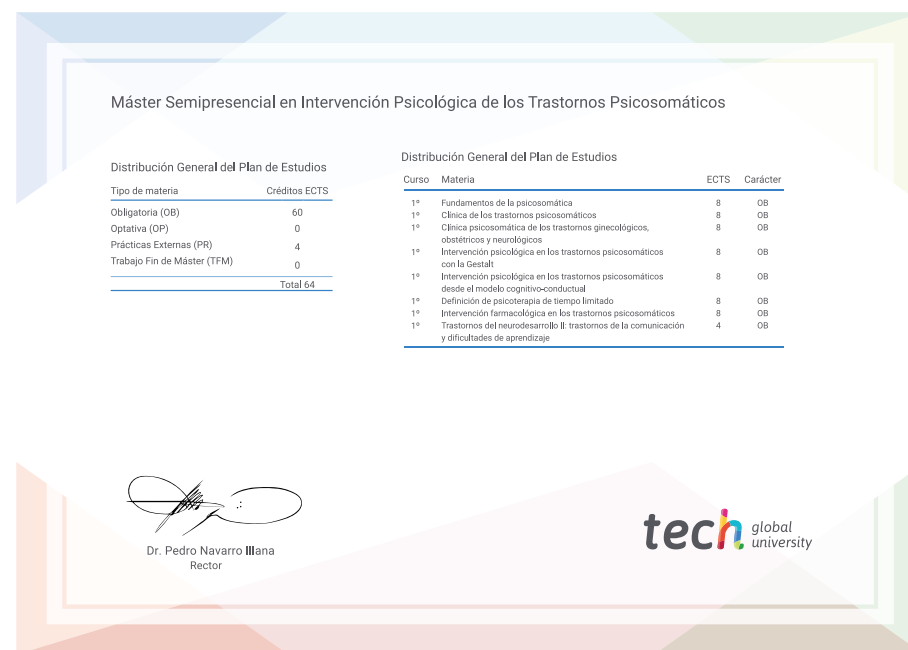 Máster Semipresencial en Intervención Psicológica de los Trastornos Psicosomáticos
Distribución General del Plan de Estudios
Tipo de materia Créditos ECTS
Obligatoria (OB) 60
Optativa (OP) 0
Prácticas Externas (PR) 4
Trabajo Fin de Máster (TFM) 0
Total 64
Distribución General del Plan de Estudios
Curso Materia ECTS Carácter
1º Fundamentos de la psicosomática 8 OB
1º Clínica de los trastornos psicosomáticos 8 OB
1º Clínica psicosomática de los trastornos ginecológicos, 8 OB
obstétricos y neurológicos
1º Intervención psicológica en los trastornos psicosomáticos 8 OB
con la Gestalt
1º Intervención psicológica en los trastornos psicosomáticos 8 OB
desde el modelo cognitivo-conductual
1º Definición de psicoterapia de tiempo limitado 8 OB
1º Intervención farmacológica en los trastornos psicosomáticos 8 OB
1º Trastornos del neurodesarrollo II: trastornos de la comunicación 4 OB
y dificultades de aprendizaje
Dr. Pedro Navarro Illana
Rector
tech global
university